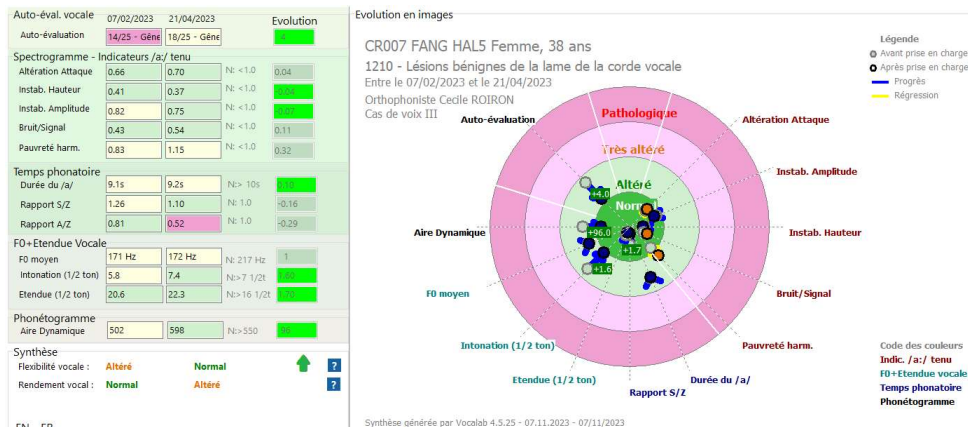 Auto-éval. vocale 07/02/2023 21/04/2023 Evolution
Auto-évaluation 14/25 - Gêne 18/25 - Gêne 4
Spectrogramme - Indicateurs /a:/ tenu
Altération Attaque 0.66 0.70 N: <1.0 0.04
Instab. Hauteur 0.41 0.37 N: <1.0 -0.04
Instab. Amplitude 0.82 0.75 N: <1.0 -0.07
Bruit/Signal 0.43 0.54 N: <1.0 0.11
Pauvreté harm. 0.83 1.15 N: <1.0 0.32
Temps phonatoire
Durée du /a/ 9.1s 9.2s N:> 10s 0.10
Rapport S/Z 1.26 1.10 N: 1.0 -0.16
Rapport A/Z 0.81 0.52 N: 1.0 -0.29
F0+Etendue Vocale
F0 moyen 171 Hz 172 Hz N: 217 Hz 1
Intonation (1/2 ton) 5.8 7.4 N:>7 1/2t 1.60
Etendue (1/2 ton) 20.6 22.3 N:>16 1/2t 1.70
Phonétogramme
Aire Dynamique 502 598 N:>550 96
Synthèse
Flexibilité vocale : Altéré Normal ?
Rendement vocal : Normal Altéré ?
Evolution en images
CR007 FANG HAL5 Femme, 38 ans
1210 - Lésions bénignes de la lame de la corde vocale
Entre le 07/02/2023 et le 21/04/2023
Orthophoniste Cecile ROIRON
Cas de voix III
Légende
Avant prise en charge
Après prise en charge
Progrès
Régression
Pathologique
Très altéré
Altéré
Auto-évaluation
Altération Attaque
Instab. Amplitude
Instab. Hauteur
Bruit/Signal
Pauvreté harm.
Durée du /a/
Rapport S/Z
Etendue (1/2 ton)
Intonation (1/2 ton)
F0 moyen
Aire Dynamique
+4.0
+96.0
+1.7
+1.6
Code des couleurs
Indic. /a:/ tenu
F0+Etendue vocale
Temps phonatoire
Phonétogramme
Synthèse générée par Vocalab 4.5.25 - 07.11.2023 - 07/11/2023